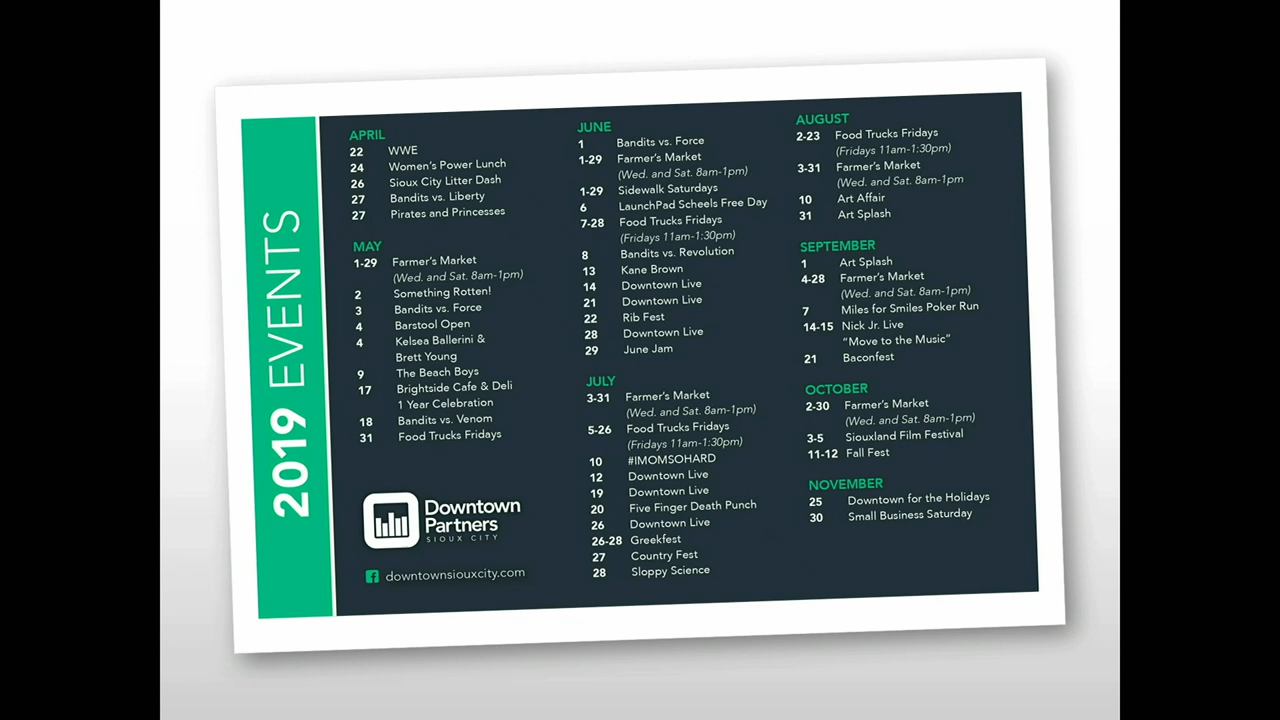 2019 EVENTS
APRIL
22 WWE
24 Women's Power Lunch
26 Sioux City Litter Dash
27 Bandits vs. Liberty
27 Pirates and Princesses
MAY
1-29 Farmer's Market
(Wed. and Sat. 8am-1pm)
2 Something Rotten!
3 Bandits vs. Force
4 Barstool Open
4 Kelsea Ballerini &
Brett Young
9 The Beach Boys
17 Brightside Cafe & Deli
1 Year Celebration
18 Bandits vs. Venom
31 Food Trucks Fridays
Downtown
Partners
SIOUX CITY
downtownsiouxcity.com
JUNE
1 Bandits vs. Force
1-29 Farmer's Market
(Wed. and Sat. 8am-1pm)
1-29 Sidewalk Saturdays
6 LaunchPad Scheels Free Day
7-28 Food Trucks Fridays
(Fridays 11am-1:30pm)
8 Bandits vs. Revolution
13 Kane Brown
14 Downtown Live
21 Downtown Live
22 Rib Fest
28 Downtown Live
29 June Jam
JULY
3-31 Farmer's Market
(Wed. and Sat. 8am-1pm)
5-26 Food Trucks Fridays
(Fridays 11am-1:30pm)
10 #IMOMSOHARD
12 Downtown Live
19 Downtown Live
20 Five Finger Death Punch
26 Downtown Live
26-28 Greekfest
27 Country Fest
28 Sloppy Science
AUGUST
2-23 Food Trucks Fridays
(Fridays 11am-1:30pm)
3-31 Farmer's Market
(Wed. and Sat. 8am-1pm
10 Art Affair
31 Art Splash
SEPTEMBER
1 Art Splash
4-28 Farmer's Market
(Wed. and Sat. 8am-1pm)
7 Miles for Smiles Poker Run
14-15 Nick Jr. Live
"Move to the Music"
21 Baconfest
OCTOBER
2-30 Farmer's Market
(Wed. and Sat. 8am-1pm)
3-5 Siouxland Film Festival
11-12 Fall Fest
NOVEMBER
25 Downtown for the Holidays
30 Small Business Saturday